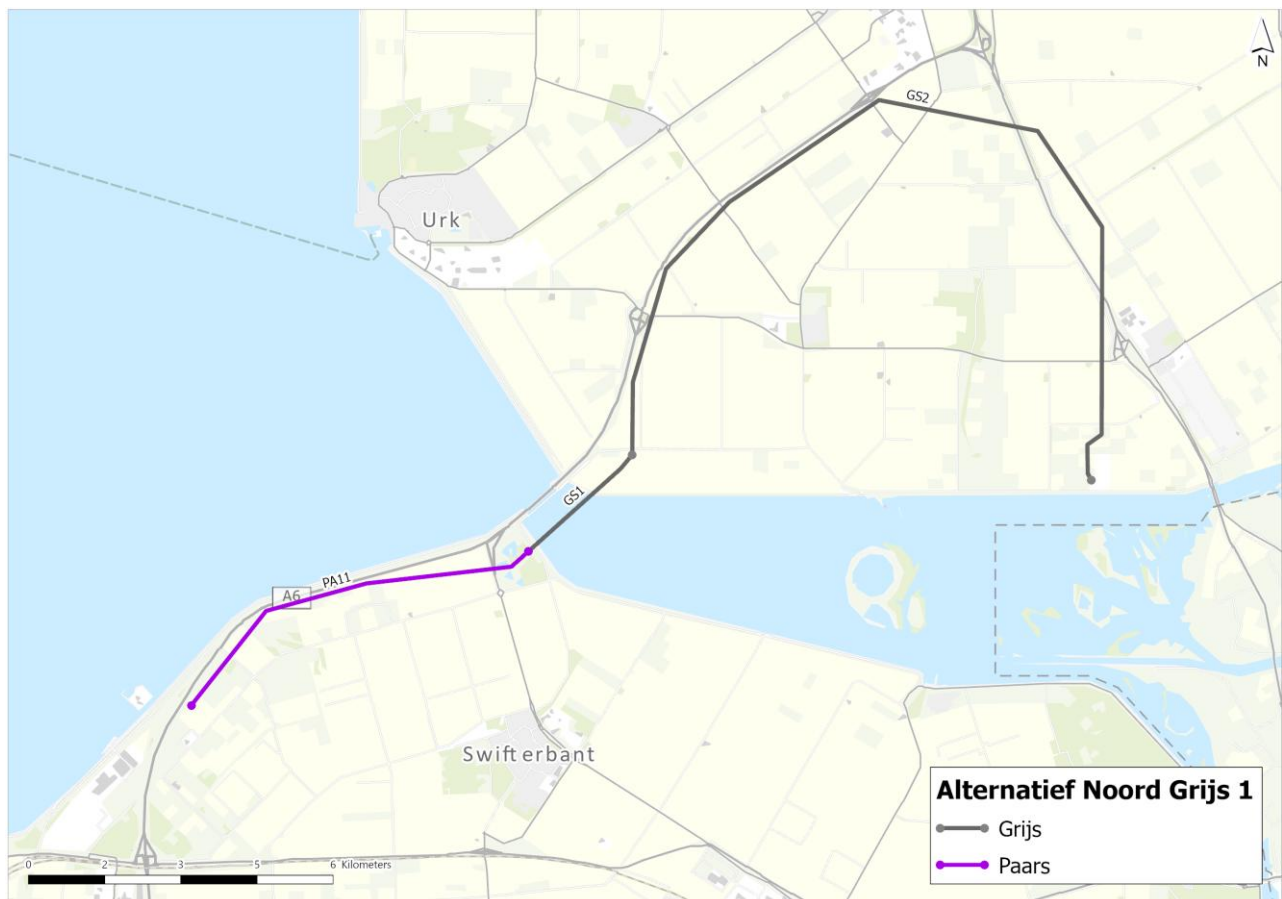 N
GS2
Urk
GS1
PA11
A6
Swifterbant
Alternatief Noord Grijs 1
Grijs
Paars
0 2 3 5 6 Kilometers